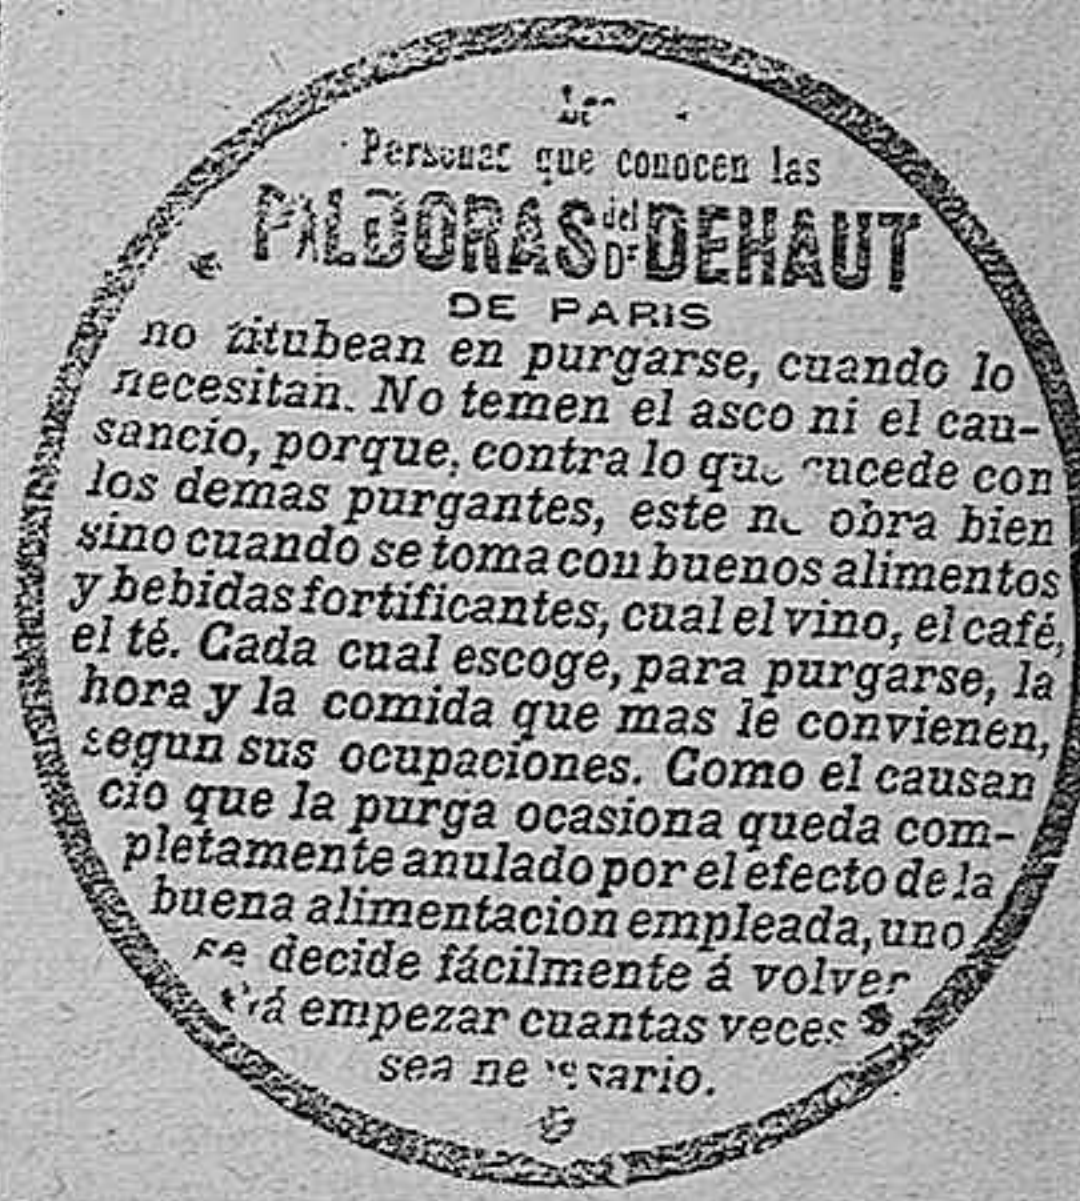 Las
Personas que conocen las
PILDORAS del Dr DEHAUT
DE PARIS
no titubean en purgarse, cuando lo
necesitan. No temen el asco ni el cau-
sancio, porque, contra lo que sucede con
los demas purgantes, este no obra bien
sino cuando se toma con buenos alimentos
y bebidas fortificantes, cual el vino, el café,
el té. Cada cual escoge, para purgarse, la
hora y la comida que mas le convienen,
segun sus ocupaciones. Como el causan
cio que la purga ocasiona queda com-
pletamente anulado por el efecto de la
buena alimentacion empleada, uno
se decide fácilmente á volver
á empezar cuantas veces
sea necesario.